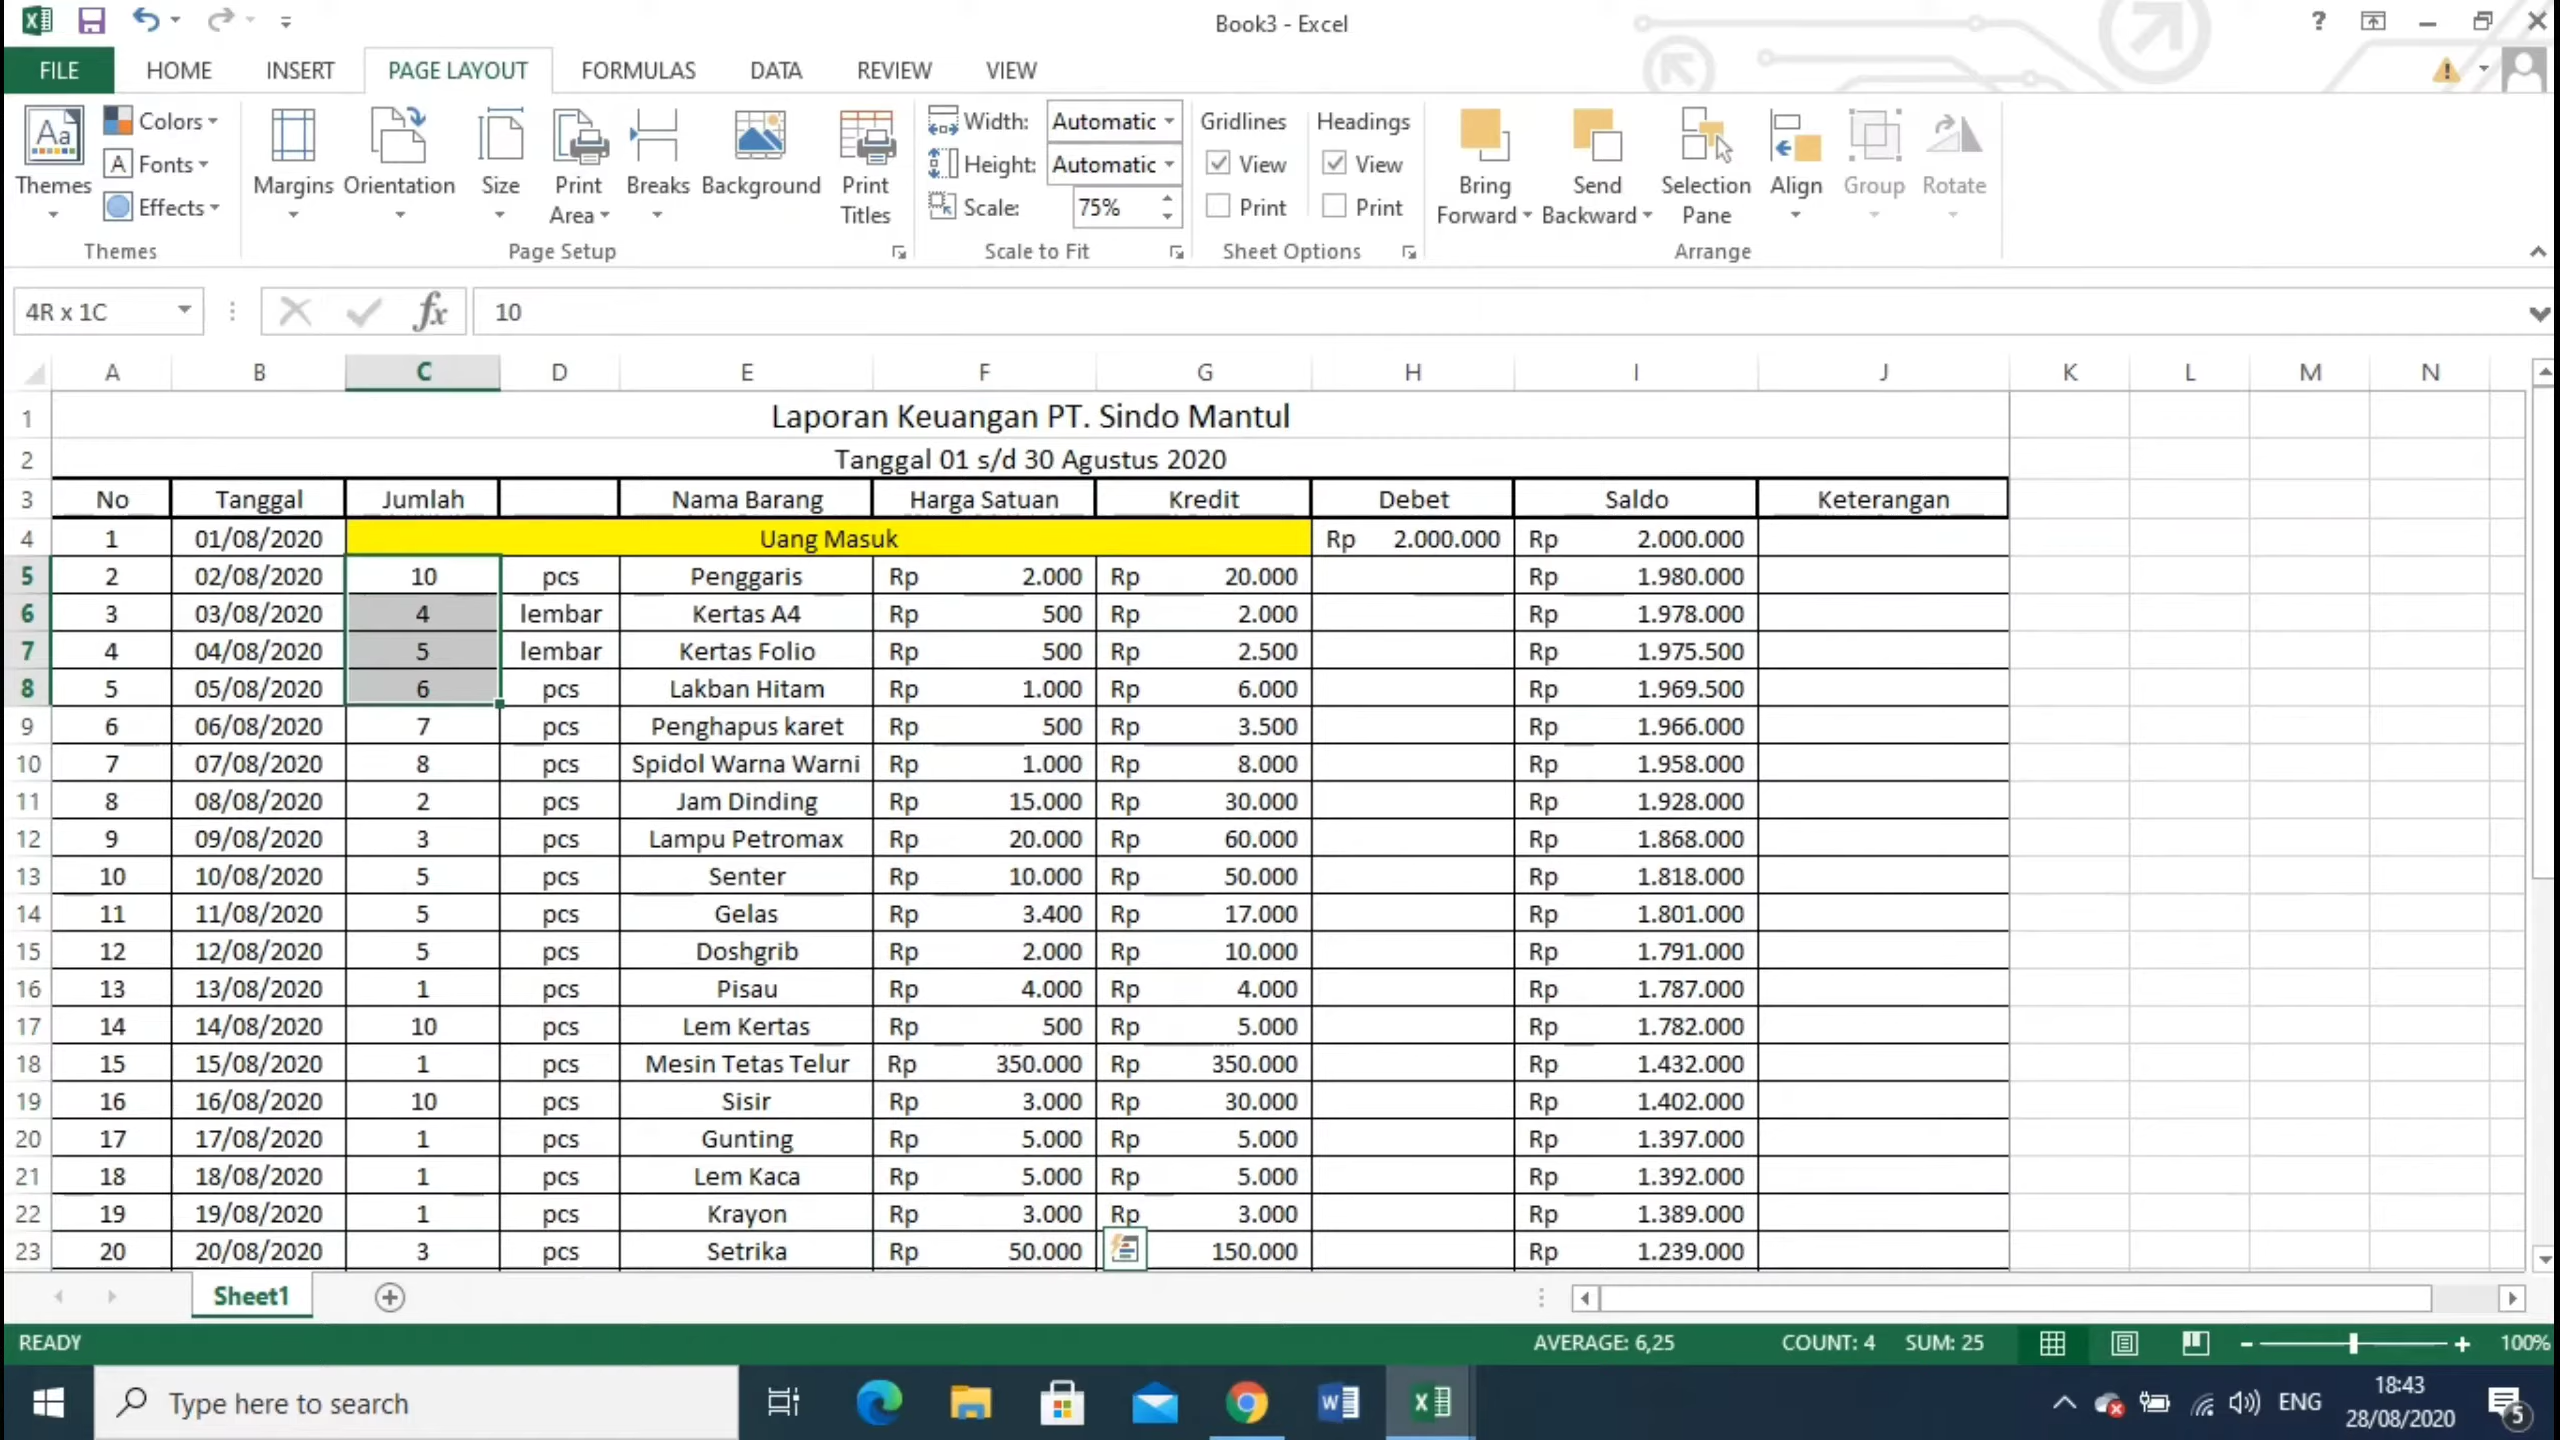 Book3 - Excel
FILE HOME INSERT PAGE LAYOUT FORMULAS DATA REVIEW VIEW
Aa Themes Colors Fonts Effects Themes
Margins Orientation Size Print Area Breaks Background Print Titles Page Setup
Width: Automatic
Height: Automatic
Scale: 75%
Scale to Fit
Gridlines Headings
View View
Print Print
Sheet Options
Bring Forward Send Backward Selection Pane Align Group Rotate Arrange
4R x 1C fx 10
A B C D E F G H I J K L M N
1 Laporan Keuangan PT. Sindo Mantul
2 Tanggal 01 s/d 30 Agustus 2020
3 No Tanggal Jumlah Nama Barang Harga Satuan Kredit Debet Saldo Keterangan
4 1 01/08/2020 Uang Masuk Rp 2.000.000 Rp 2.000.000
5 2 02/08/2020 10 pcs Penggaris Rp 2.000 Rp 20.000 Rp 1.980.000
6 3 03/08/2020 4 lembar Kertas A4 Rp 500 Rp 2.000 Rp 1.978.000
7 4 04/08/2020 5 lembar Kertas Folio Rp 500 Rp 2.500 Rp 1.975.500
8 5 05/08/2020 6 pcs Lakban Hitam Rp 1.000 Rp 6.000 Rp 1.969.500
9 6 06/08/2020 7 pcs Penghapus karet Rp 500 Rp 3.500 Rp 1.966.000
10 7 07/08/2020 8 pcs Spidol Warna Warni Rp 1.000 Rp 8.000 Rp 1.958.000
11 8 08/08/2020 2 pcs Jam Dinding Rp 15.000 Rp 30.000 Rp 1.928.000
12 9 09/08/2020 3 pcs Lampu Petromax Rp 20.000 Rp 60.000 Rp 1.868.000
13 10 10/08/2020 5 pcs Senter Rp 10.000 Rp 50.000 Rp 1.818.000
14 11 11/08/2020 5 pcs Gelas Rp 3.400 Rp 17.000 Rp 1.801.000
15 12 12/08/2020 5 pcs Doshgrib Rp 2.000 Rp 10.000 Rp 1.791.000
16 13 13/08/2020 1 pcs Pisau Rp 4.000 Rp 4.000 Rp 1.787.000
17 14 14/08/2020 10 pcs Lem Kertas Rp 500 Rp 5.000 Rp 1.782.000
18 15 15/08/2020 1 pcs Mesin Tetas Telur Rp 350.000 Rp 350.000 Rp 1.432.000
19 16 16/08/2020 10 pcs Sisir Rp 3.000 Rp 30.000 Rp 1.402.000
20 17 17/08/2020 1 pcs Gunting Rp 5.000 Rp 5.000 Rp 1.397.000
21 18 18/08/2020 1 pcs Lem Kaca Rp 5.000 Rp 5.000 Rp 1.392.000
22 19 19/08/2020 1 pcs Krayon Rp 3.000 Rp 3.000 Rp 1.389.000
23 20 20/08/2020 3 pcs Setrika Rp 50.000 150.000 Rp 1.239.000
Sheet1
READY AVERAGE: 6,25 COUNT: 4 SUM: 25 100%
Type here to search ENG 18:43
28/08/2020 5